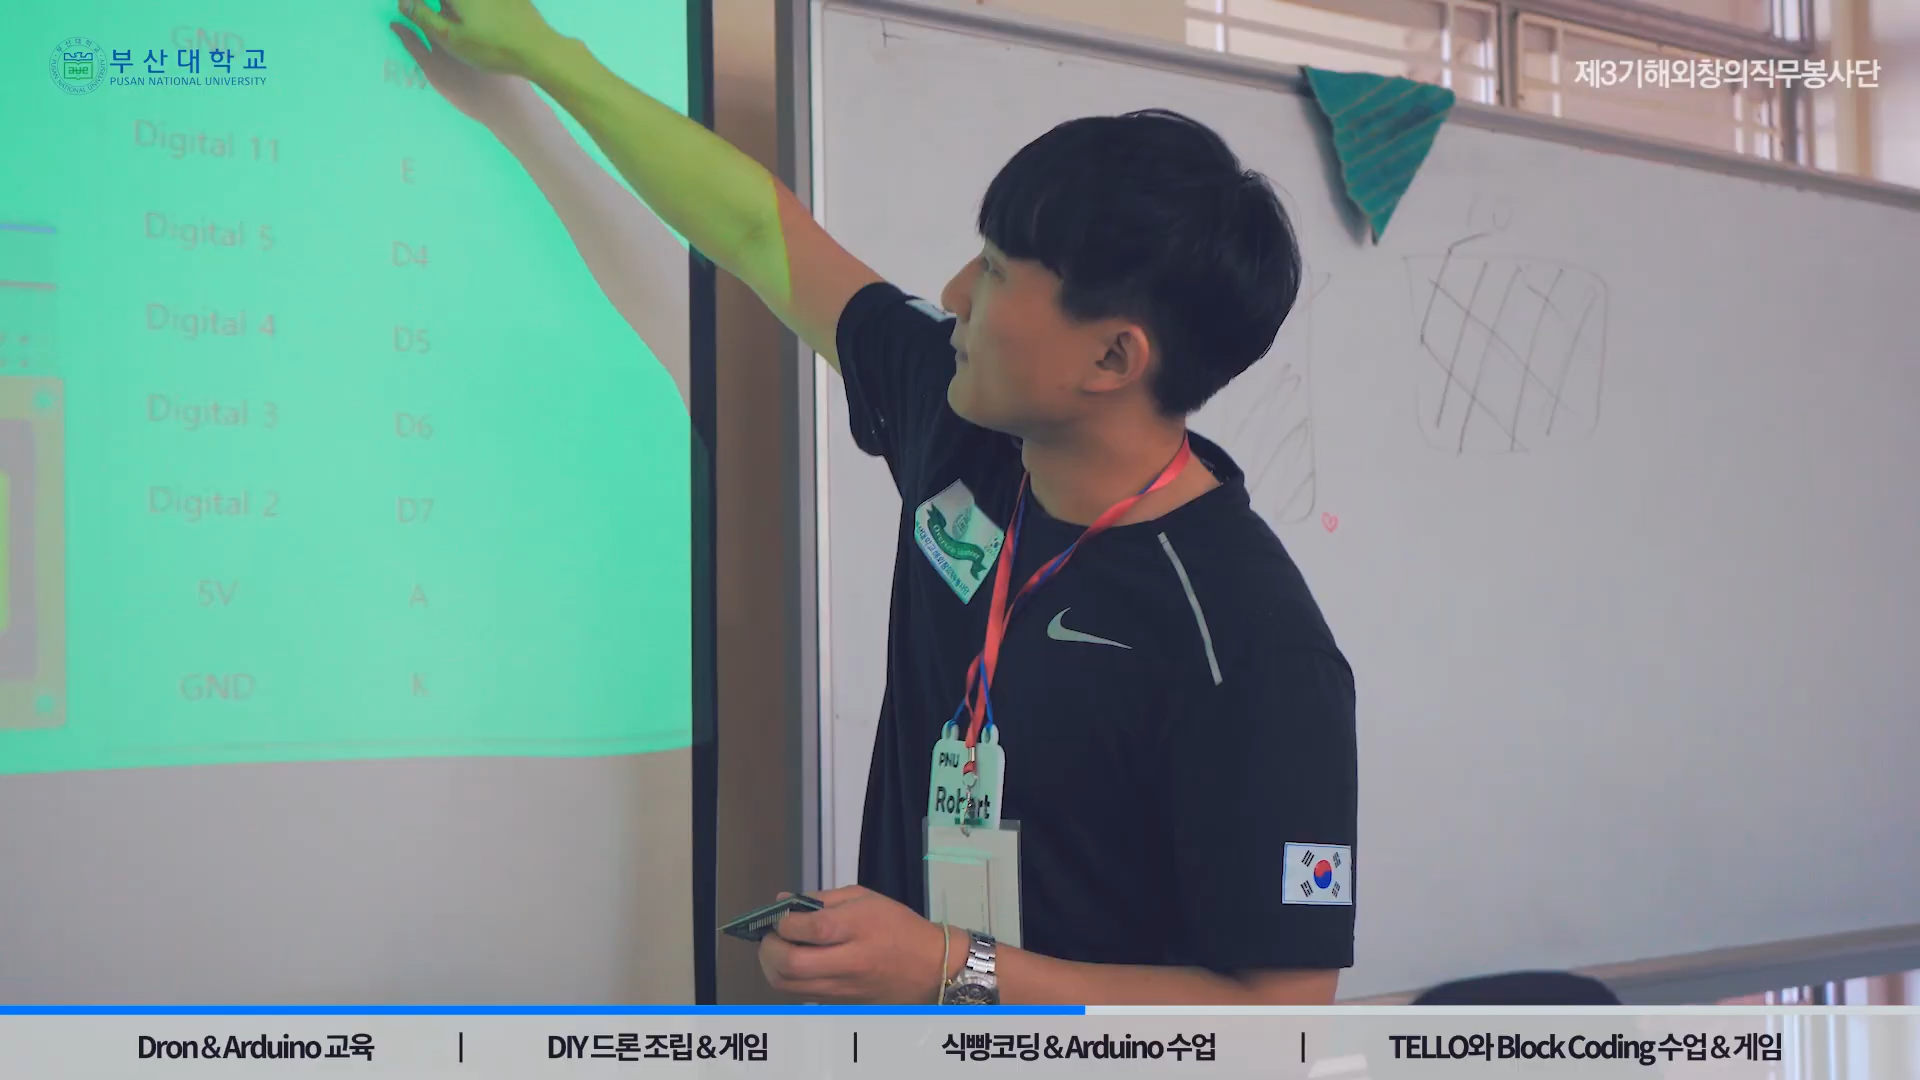 부산대학교
PUSAN NATIONAL UNIVERSITY
제3기해외창의직무봉사단
GND
RW
Digital 11 E
Digital 5 D4
Digital 4 D5
Digital 3 D6
Digital 2 D7
5V A
GND K
PNU
Robert
Dron & Arduino 교육 | DIY 드론 조립 & 게임 | 식빵코딩 & Arduino 수업 | TELLO와 Block Coding 수업 & 게임